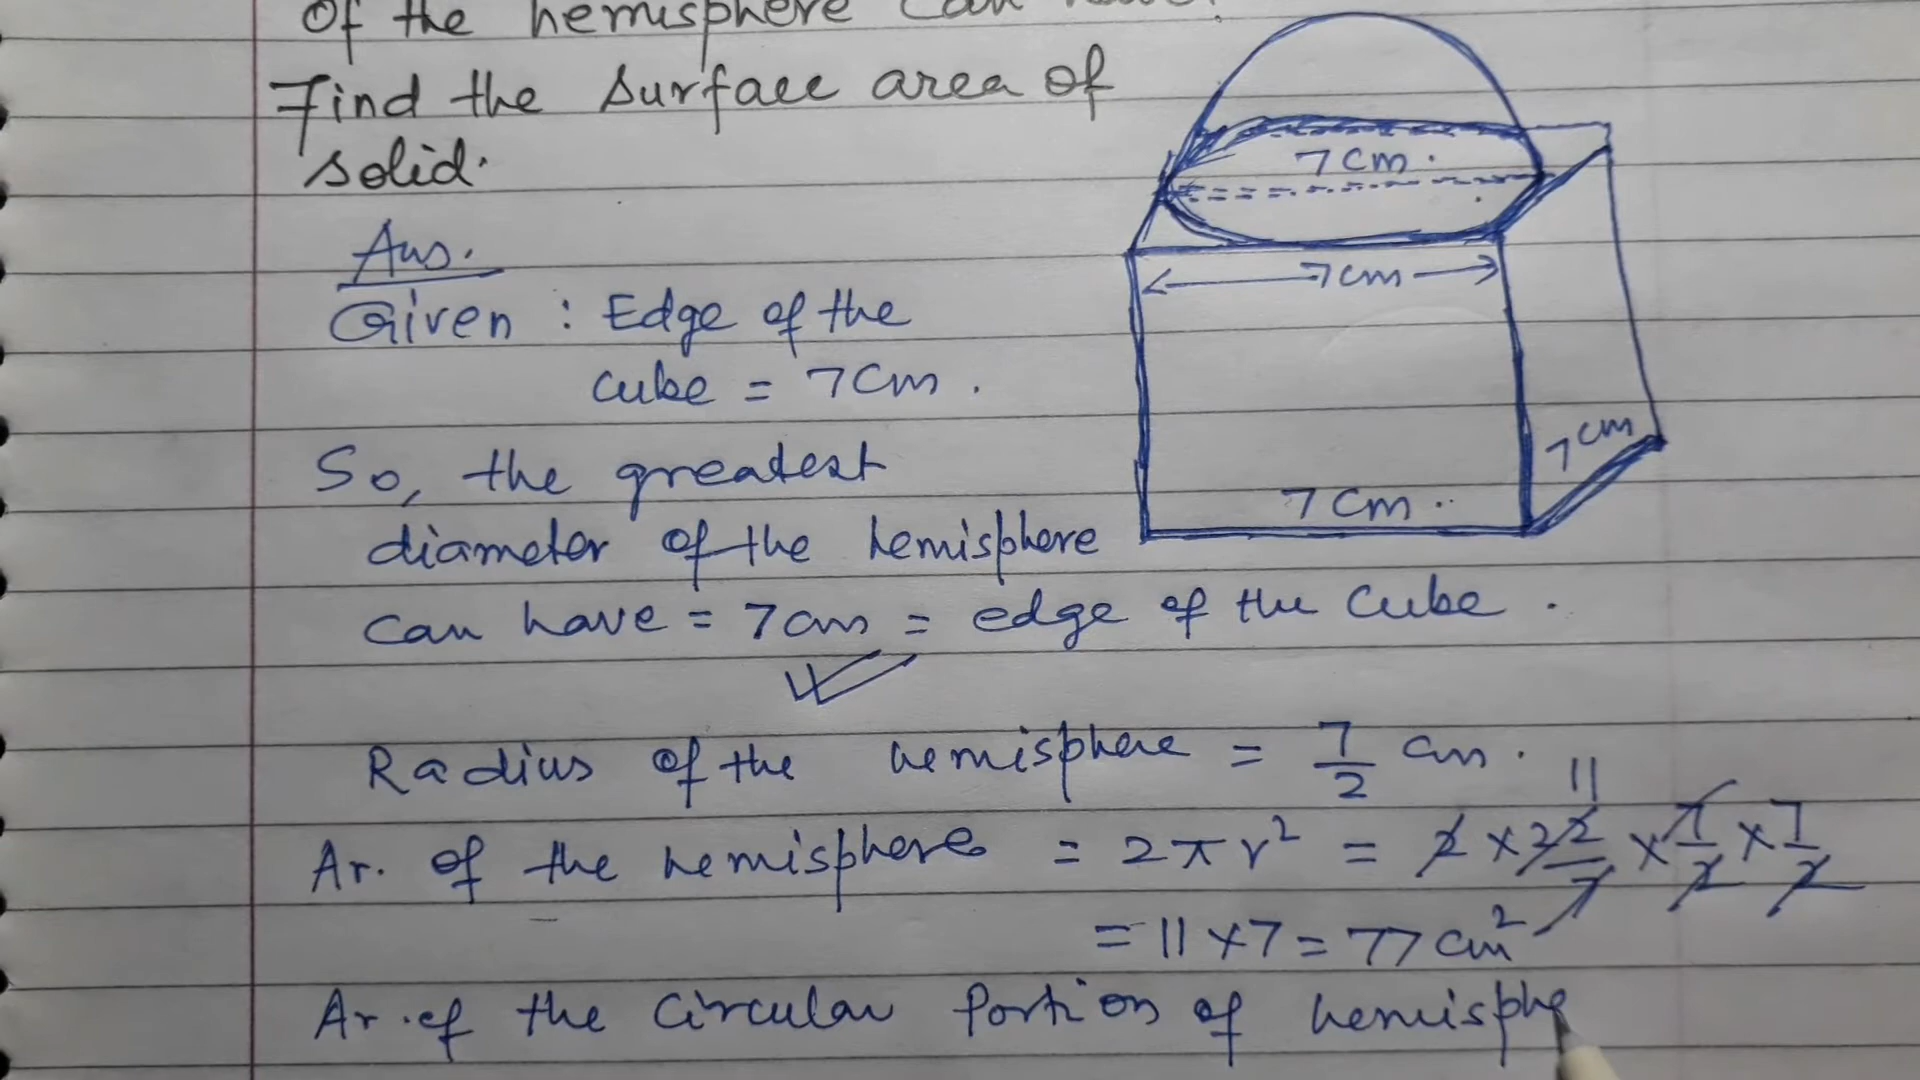 Of the hemisphere can have?
Find the surface area of
solid.
7cm.
Ans.
7cm
Given : Edge of the
cube = 7cm.
7cm
So, the greatest
7cm..
diameter of the hemisphere
can have = 7cm = edge of the cube.
Radius of the hemisphere = 7/2 cm.
11
Ar. of the hemisphere = 2πr² = 2 × 22/7 × 7/2 × 7/2
= 11 × 7 = 77 cm²
Ar. of the Circular Portion of hemisphe